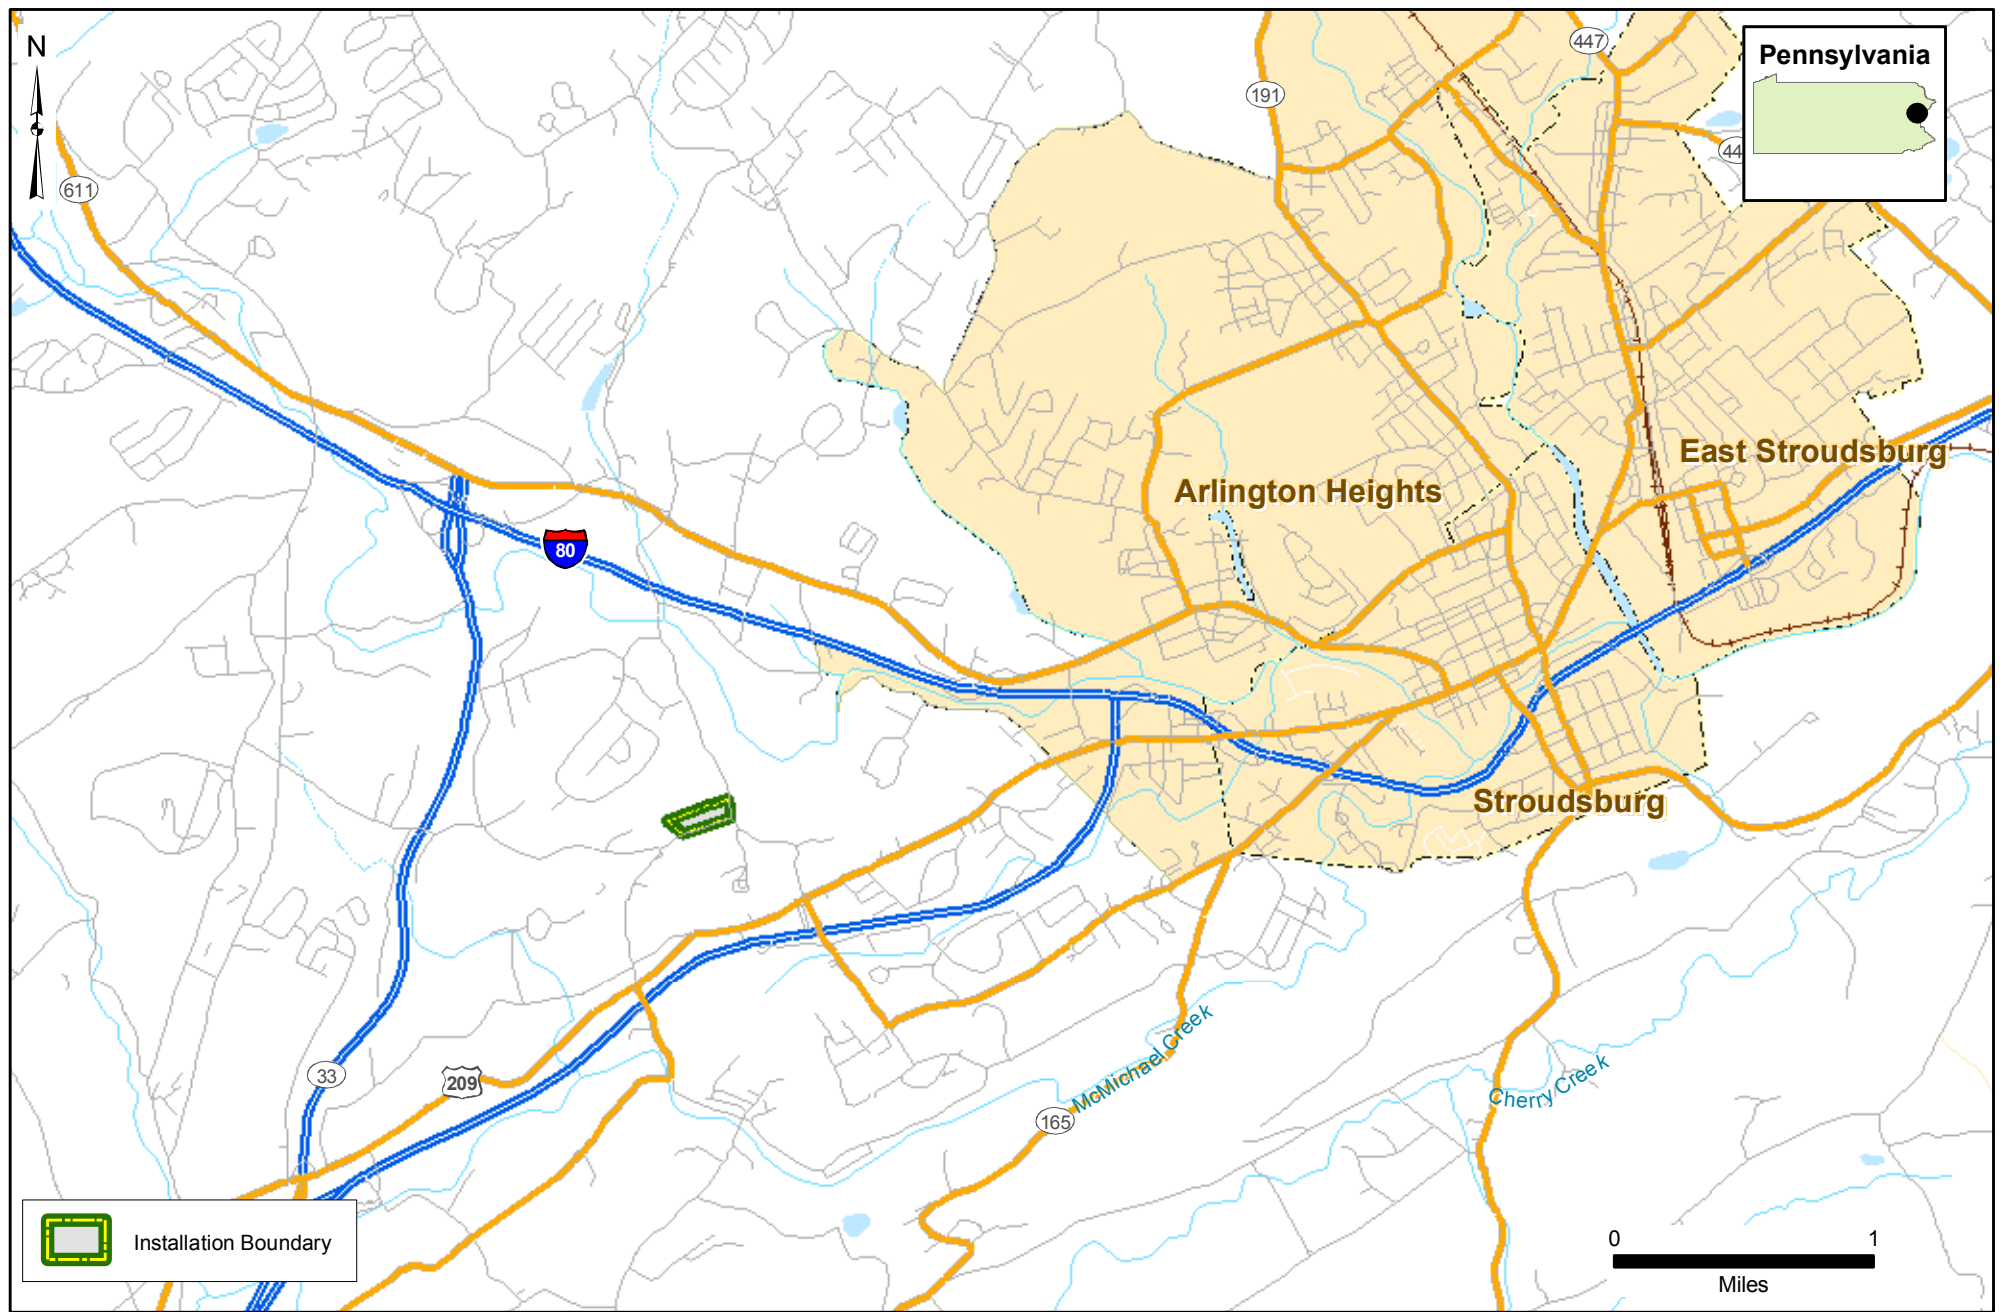 N
447
Pennsylvania
191
44
611
East Stroudsburg
Arlington Heights
80
Stroudsburg
McMichael Creek
33
209
Cherry Creek
165
Installation Boundary
0 1
Miles